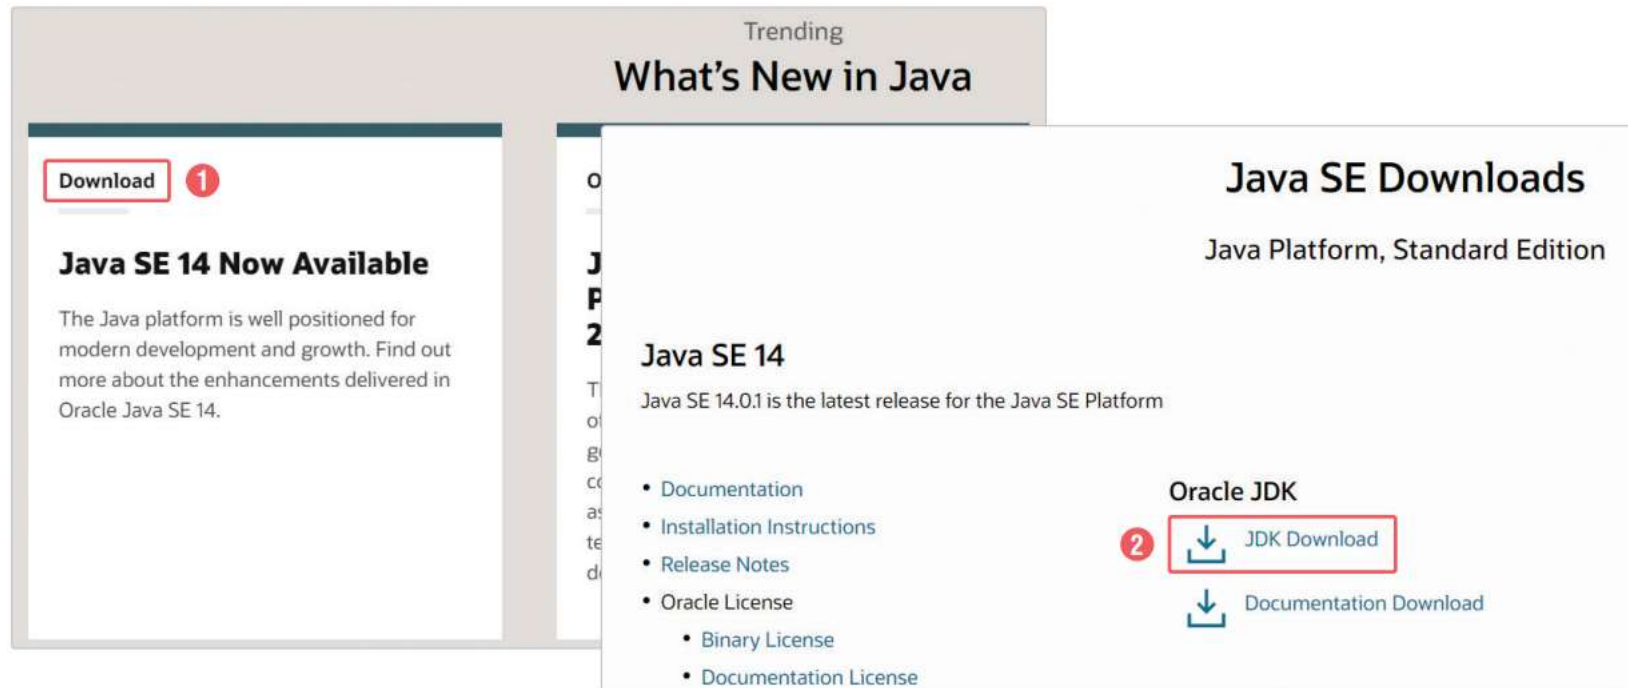 Trending
What's New in Java
Download 1
Java SE 14 Now Available
The Java platform is well positioned for
modern development and growth. Find out
more about the enhancements delivered in
Oracle Java SE 14.
Java SE Downloads
Java Platform, Standard Edition
Java SE 14
Java SE 14.0.1 is the latest release for the Java SE Platform
• Documentation
• Installation Instructions
• Release Notes
• Oracle License
• Binary License
• Documentation License
Oracle JDK
2 JDK Download
Documentation Download